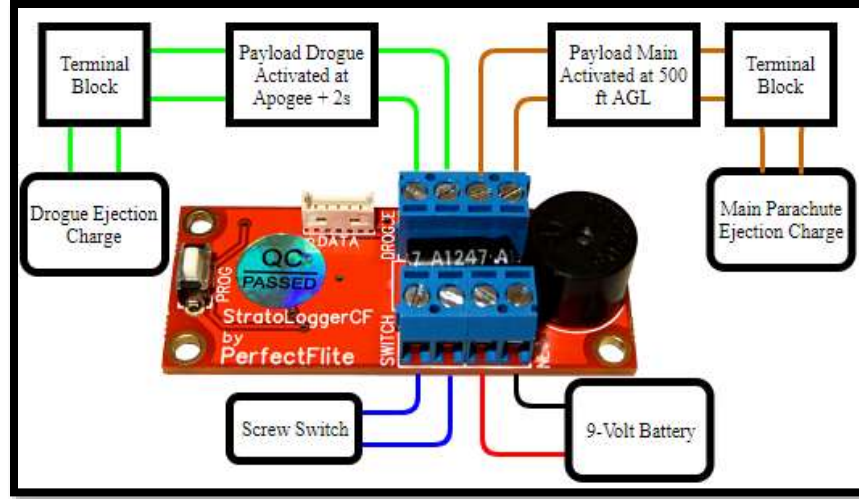 Terminal
Block
Payload Drogue
Activated at
Apogee + 2s
Payload Main
Activated at 500
ft AGL
Terminal
Block
Drogue Ejection
Charge
Main Parachute
Ejection Charge
DATA
DROGUE
A1247 A
QC
PASSED
PROG
StratoLoggerCF
by
PerfectFlite
SWITCH
Screw Switch
9-Volt Battery